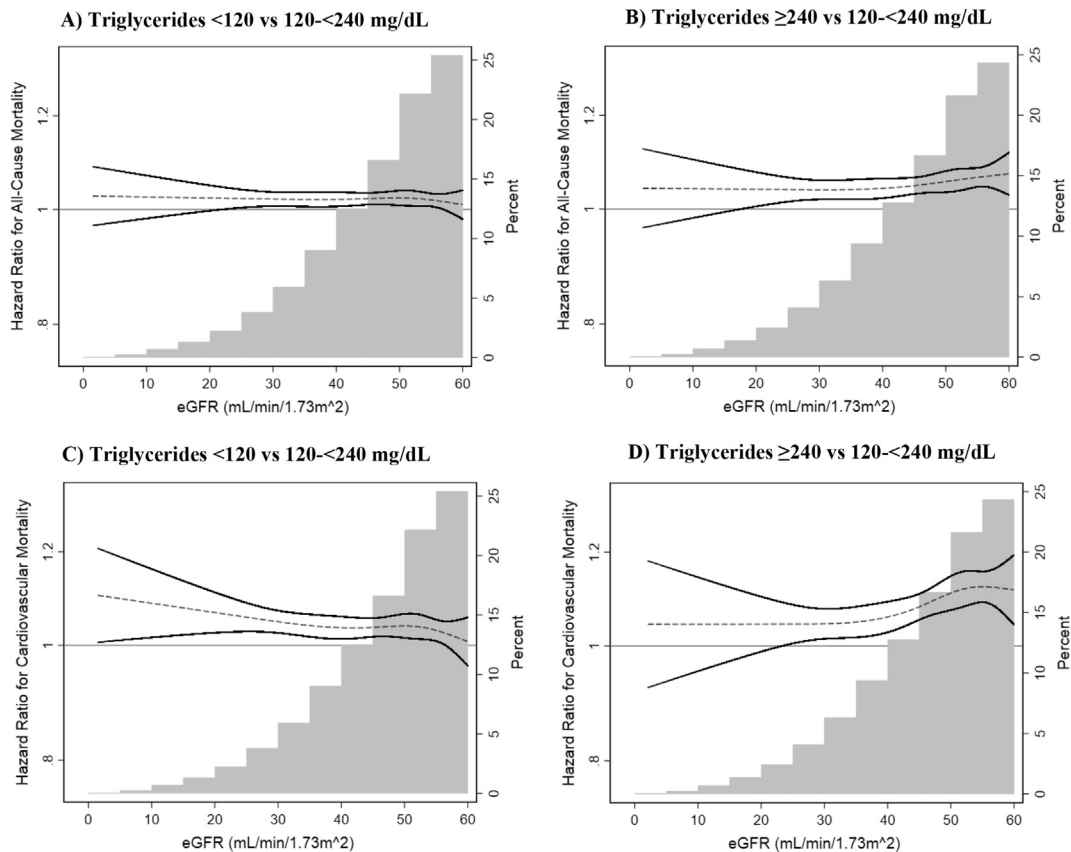 A) Triglycerides <120 vs 120-<240 mg/dL
Hazard Ratio for All-Cause Mortality
.8 1 1.2
0 5 10 15 20 25
Percent
0 10 20 30 40 50 60
eGFR (mL/min/1.73m^2)
B) Triglycerides ≥240 vs 120-<240 mg/dL
Hazard Ratio for All-Cause Mortality
.8 1 1.2
0 5 10 15 20 25
Percent
0 10 20 30 40 50 60
eGFR (mL/min/1.73m^2)
C) Triglycerides <120 vs 120-<240 mg/dL
Hazard Ratio for Cardiovascular Mortality
.8 1 1.2
0 5 10 15 20 25
Percent
0 10 20 30 40 50 60
eGFR (mL/min/1.73m^2)
D) Triglycerides ≥240 vs 120-<240 mg/dL
Hazard Ratio for Cardiovascular Mortality
.8 1 1.2
0 5 10 15 20 25
Percent
0 10 20 30 40 50 60
eGFR (mL/min/1.73m^2)